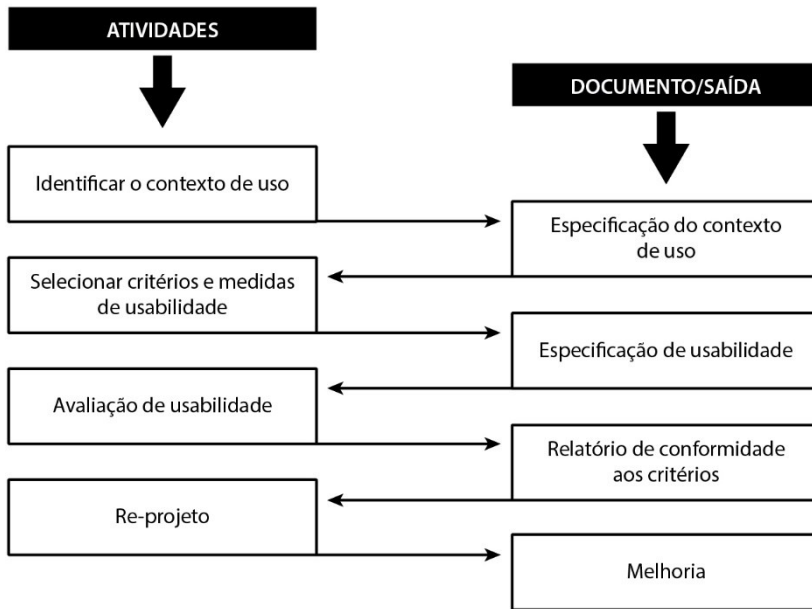 ATIVIDADES
DOCUMENTO/SAÍDA
Identificar o contexto de uso
Especificação do contexto
de uso
Selecionar critérios e medidas
de usabilidade
Especificação de usabilidade
Avaliação de usabilidade
Relatório de conformidade
aos critérios
Re-projeto
Melhoria